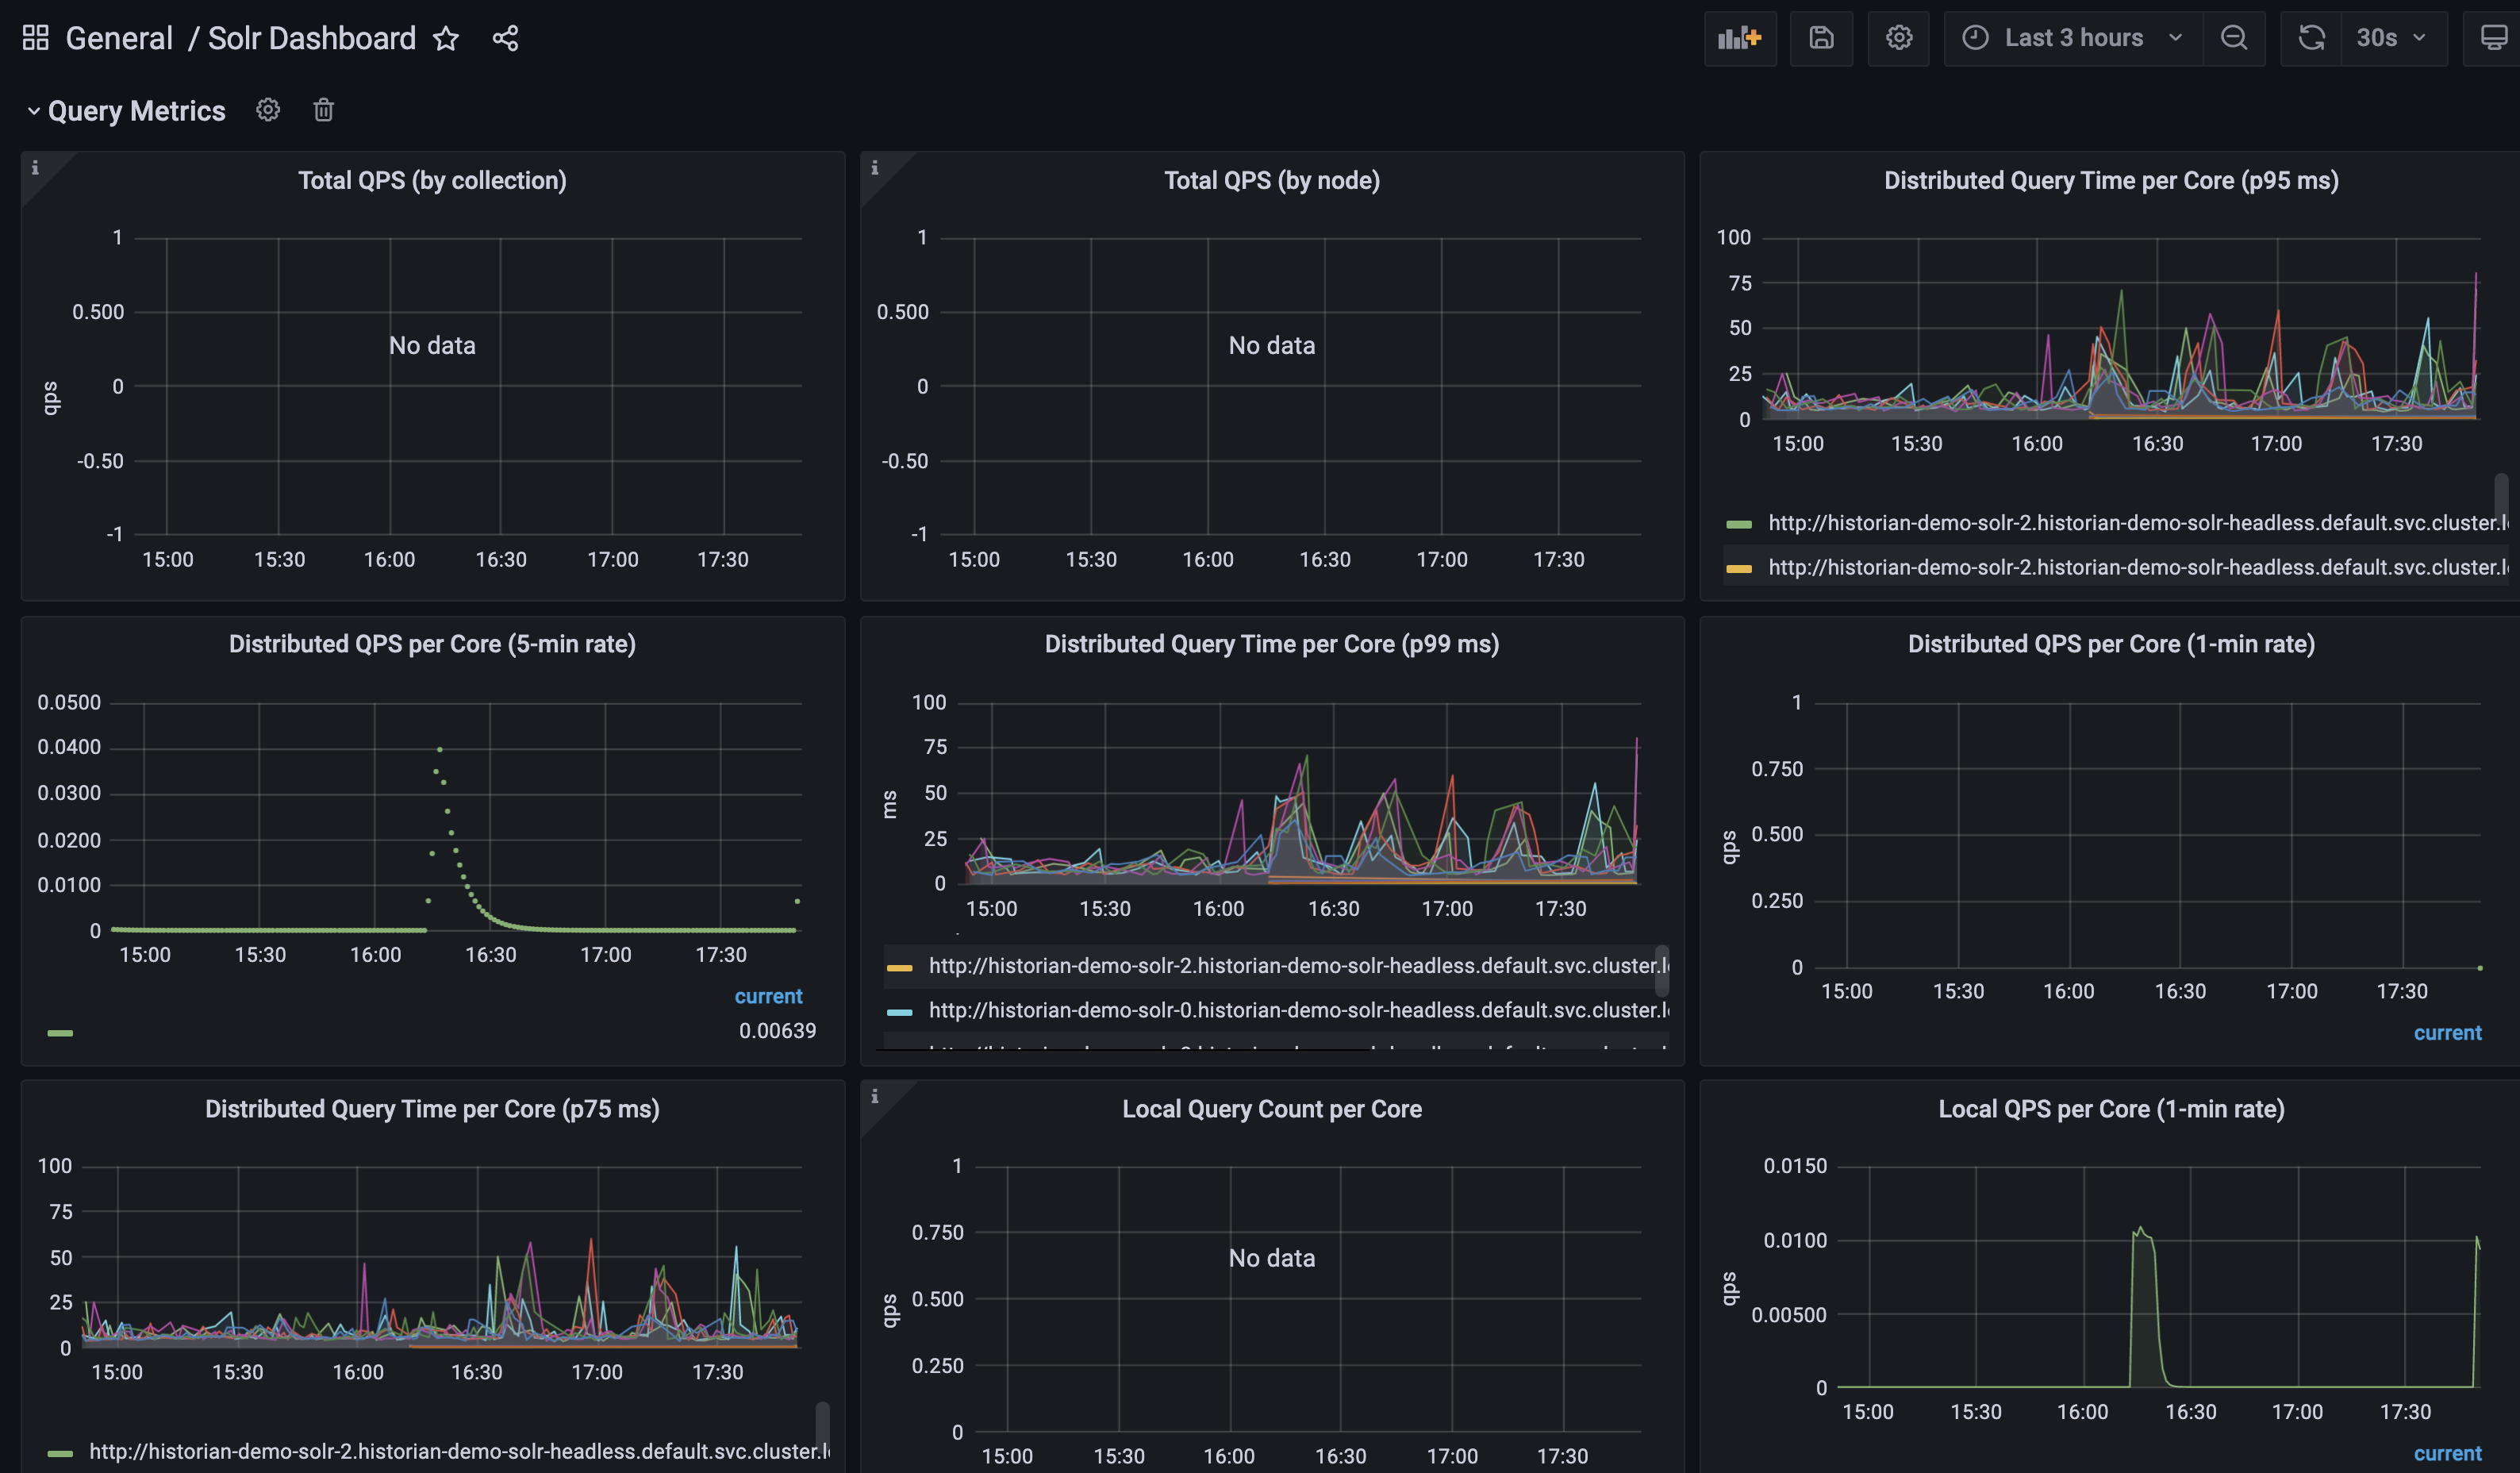 General / Solr Dashboard
Last 3 hours
30s
Query Metrics
i
Total QPS (by collection)
1
0.500
0
-0.50
-1
qps
No data
15:00 15:30 16:00 16:30 17:00 17:30
i
Total QPS (by node)
1
0.500
0
-0.50
-1
No data
15:00 15:30 16:00 16:30 17:00 17:30
Distributed Query Time per Core (p95 ms)
100
75
50
25
0
15:00 15:30 16:00 16:30 17:00 17:30
http://historian-demo-solr-2.historian-demo-solr-headless.default.svc.cluster.l
http://historian-demo-solr-2.historian-demo-solr-headless.default.svc.cluster.l
Distributed QPS per Core (5-min rate)
0.0500
0.0400
0.0300
0.0200
0.0100
0
15:00 15:30 16:00 16:30 17:00 17:30
current
0.00639
Distributed Query Time per Core (p99 ms)
100
75
50
25
0
ms
15:00 15:30 16:00 16:30 17:00 17:30
http://historian-demo-solr-2.historian-demo-solr-headless.default.svc.cluster.l
http://historian-demo-solr-0.historian-demo-solr-headless.default.svc.cluster.l
Distributed QPS per Core (1-min rate)
1
0.750
0.500
0.250
0
qps
15:00 15:30 16:00 16:30 17:00 17:30
current
Distributed Query Time per Core (p75 ms)
100
75
50
25
0
15:00 15:30 16:00 16:30 17:00 17:30
http://historian-demo-solr-2.historian-demo-solr-headless.default.svc.cluster.l
i
Local Query Count per Core
1
0.750
0.500
0.250
0
qps
No data
15:00 15:30 16:00 16:30 17:00 17:30
Local QPS per Core (1-min rate)
0.0150
0.0100
0.00500
0
qps
15:00 15:30 16:00 16:30 17:00 17:30
current